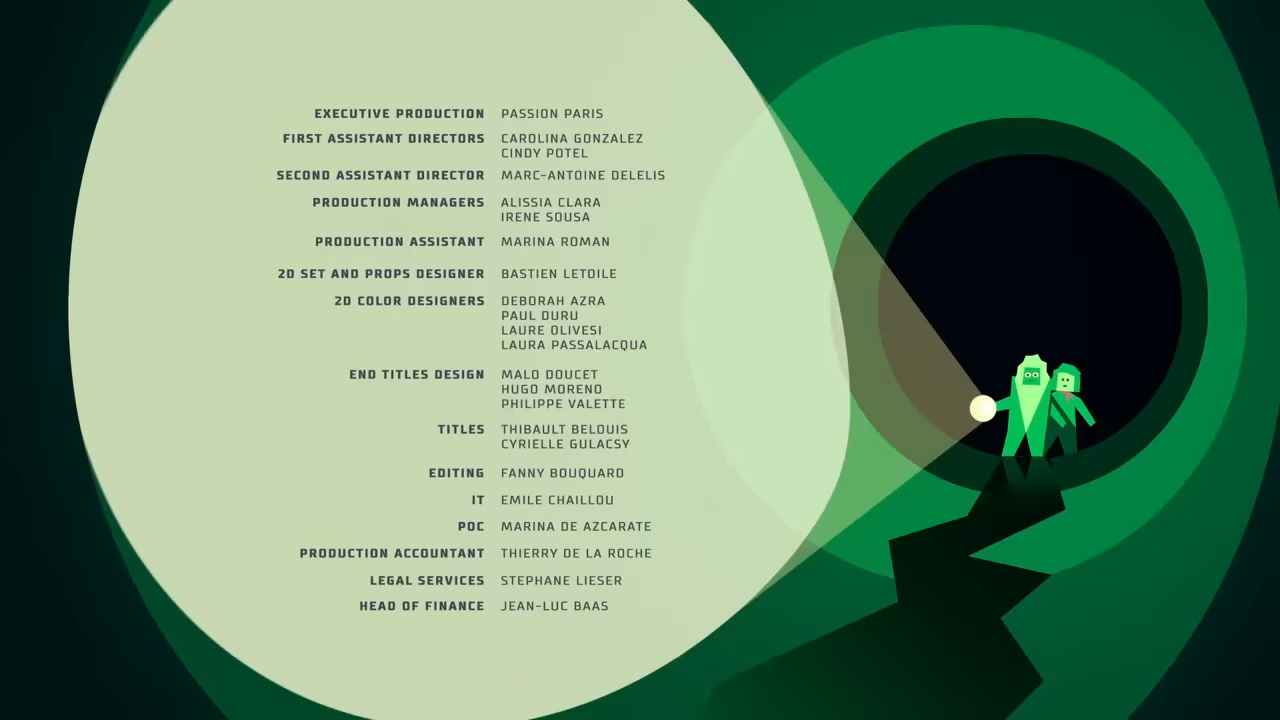 EXECUTIVE PRODUCTION PASSION PARIS
FIRST ASSISTANT DIRECTORS CAROLINA GONZALEZ
CINDY POTEL
SECOND ASSISTANT DIRECTOR MARC-ANTOINE DELELIS
PRODUCTION MANAGERS ALISSIA CLARA
IRENE SOUSA
PRODUCTION ASSISTANT MARINA ROMAN
2D SET AND PROPS DESIGNER BASTIEN LETOILE
2D COLOR DESIGNERS DEBORAH AZRA
PAUL DURU
LAURE OLIVESI
LAURA PASSALACQUA
END TITLES DESIGN MALO DOUCET
HUGO MORENO
PHILIPPE VALETTE
TITLES THIBAULT BELOUIS
CYRIELLE GULACSY
EDITING FANNY BOUQUARD
IT EMILE CHAILLOU
POC MARINA DE AZCARATE
PRODUCTION ACCOUNTANT THIERRY DE LA ROCHE
LEGAL SERVICES STEPHANE LIESER
HEAD OF FINANCE JEAN-LUC BAAS